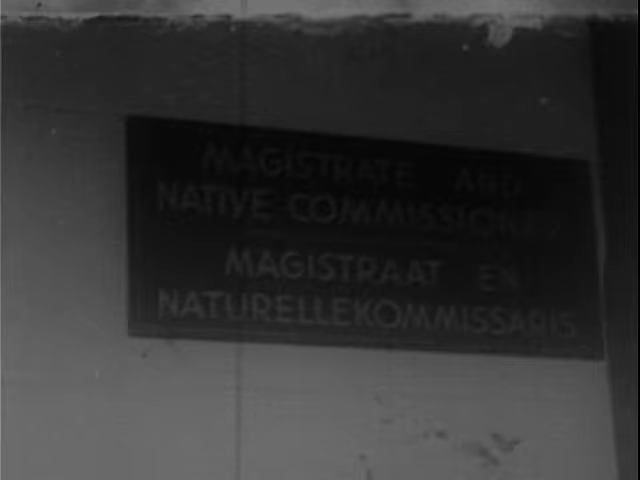 MAGISTRATE AND
NATIVE COMMISSIONER
MAGISTRAAT EN
NATURELLEKOMMISSARIS